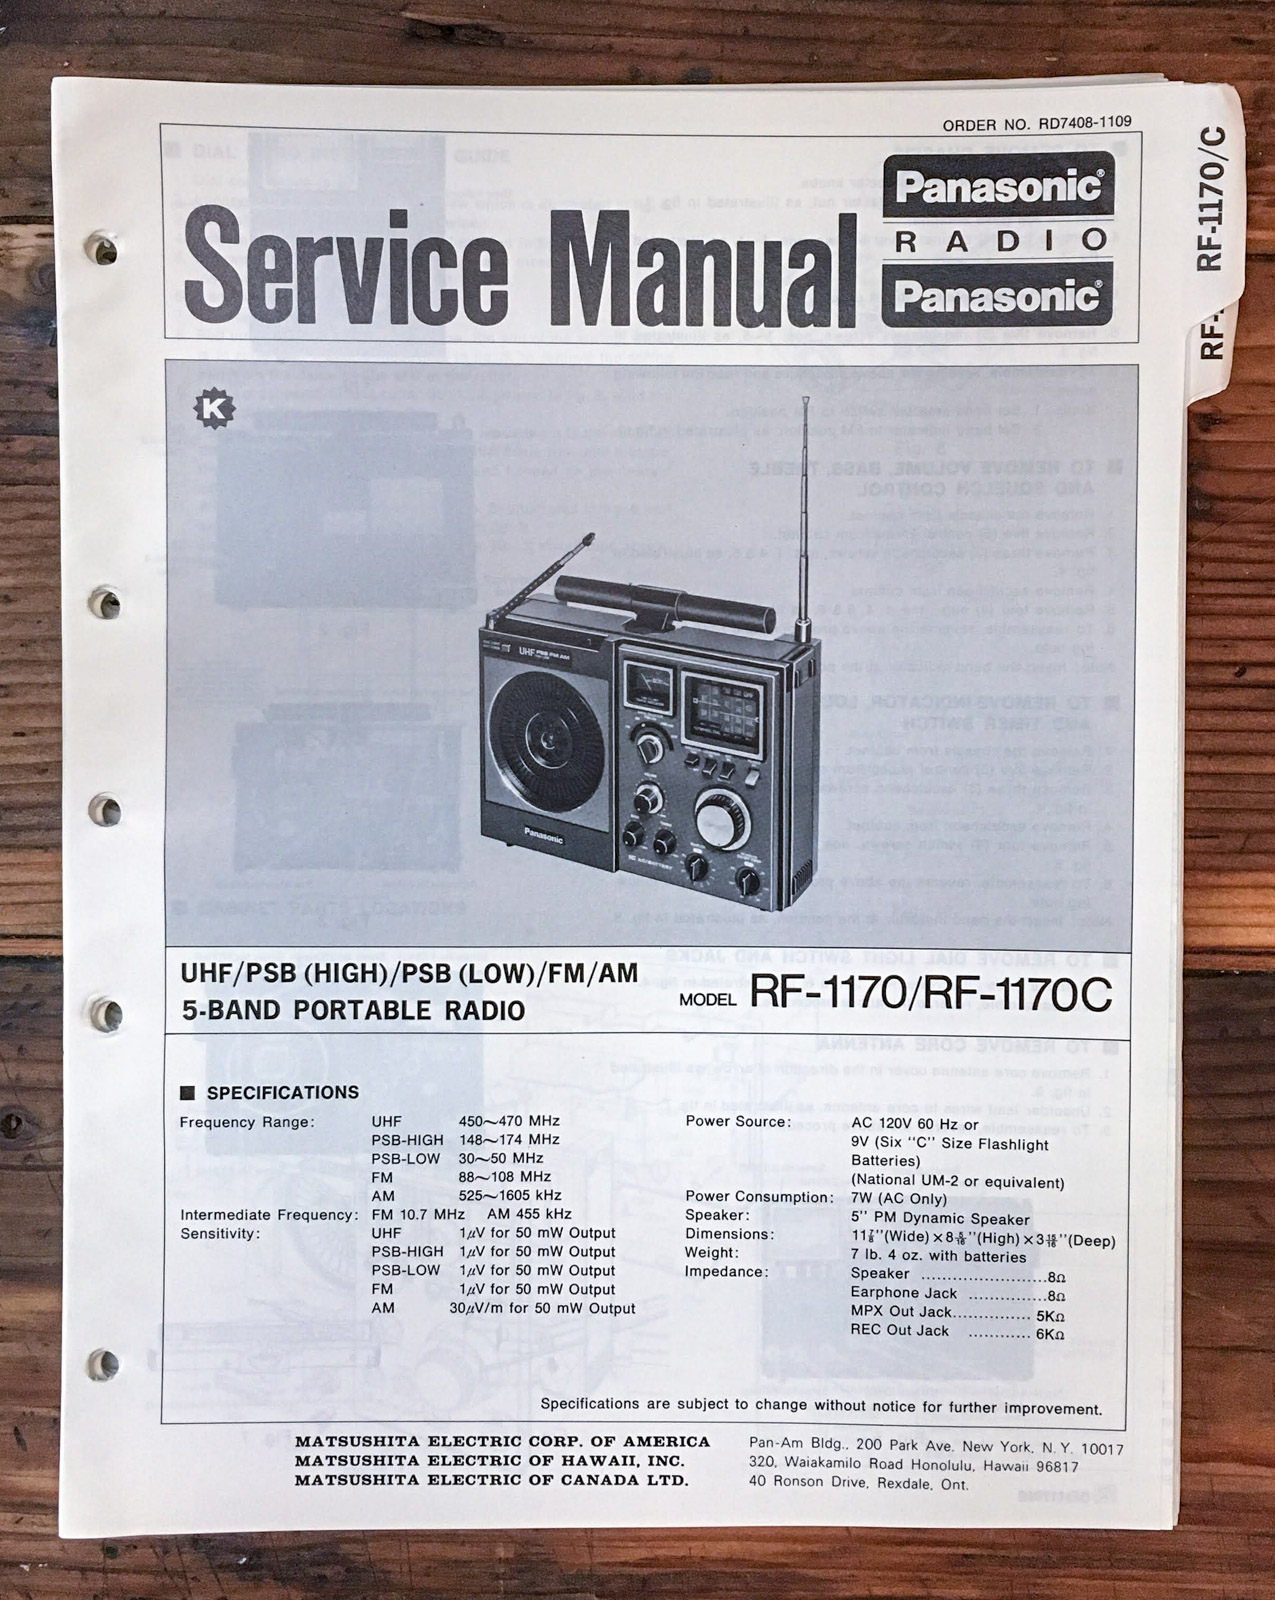 ORDER NO. RD7408-1109
RF-1170/C
RF-
Service Manual
Panasonic®
RADIO
Panasonic®
K
UHF PSB FM AM
Panasonic
UHF/PSB (HIGH)/PSB (LOW)/FM/AM
5-BAND PORTABLE RADIO
MODEL RF-1170/RF-1170C
■ SPECIFICATIONS
Frequency Range: UHF 450~470 MHz
PSB-HIGH 148~174 MHz
PSB-LOW 30~50 MHz
FM 88~108 MHz
AM 525~1605 kHz
Intermediate Frequency: FM 10.7 MHz AM 455 kHz
Sensitivity: UHF 1μV for 50 mW Output
PSB-HIGH 1μV for 50 mW Output
PSB-LOW 1μV for 50 mW Output
FM 1μV for 50 mW Output
AM 30μV/m for 50 mW Output
Power Source: AC 120V 60 Hz or
9V (Six "C" Size Flashlight
Batteries)
(National UM-2 or equivalent)
Power Consumption: 7W (AC Only)
Speaker: 5" PM Dynamic Speaker
Dimensions: 11⅞"(Wide)×8 5/16"(High)×3 15/16"(Deep)
Weight: 7 lb. 4 oz. with batteries
Impedance: Speaker ......................8Ω
Earphone Jack ..............8Ω
MPX Out Jack.............. 5KΩ
REC Out Jack ............ 6KΩ
Specifications are subject to change without notice for further improvement.
MATSUSHITA ELECTRIC CORP. OF AMERICA Pan-Am Bldg., 200 Park Ave. New York, N.Y. 10017
MATSUSHITA ELECTRIC OF HAWAII, INC. 320, Waiakamilo Road Honolulu, Hawaii 96817
MATSUSHITA ELECTRIC OF CANADA LTD. 40 Ronson Drive, Rexdale, Ont.